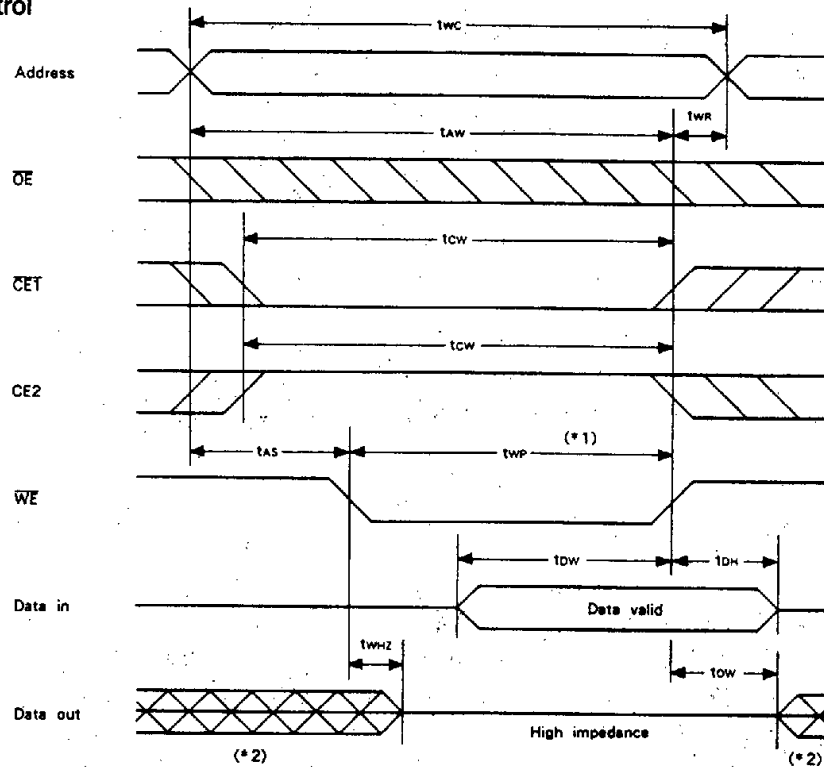 trol
twc
Address
tAW
twR
OE
tcw
CE1
tcw
CE2
tAS
twP
(*1)
WE
tDW
tDH
Data in
Data valid
tWHZ
tow
Data out
High impedance
(*2)
(*2)